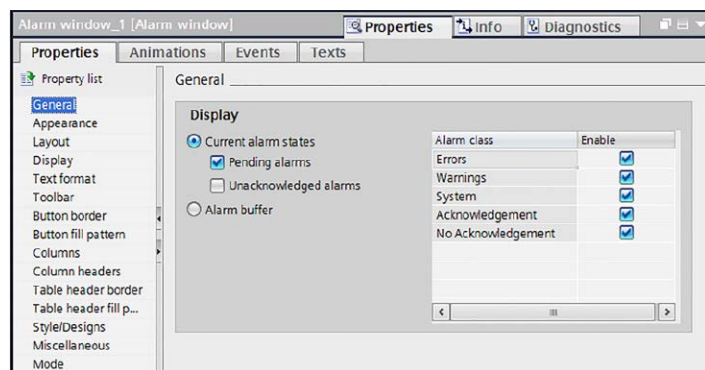 Alarm window_1 [Alarm window]
Properties
Info
Diagnostics
Properties
Animations
Events
Texts
Property list
General
Appearance
Layout
Display
Text format
Toolbar
Button border
Button fill pattern
Columns
Column headers
Table header border
Table header fill p...
Style/Designs
Miscellaneous
Mode
General
Display
Current alarm states
Pending alarms
Unacknowledged alarms
Alarm buffer
Alarm class Enable
Errors
Warnings
System
Acknowledgement
No Acknowledgement